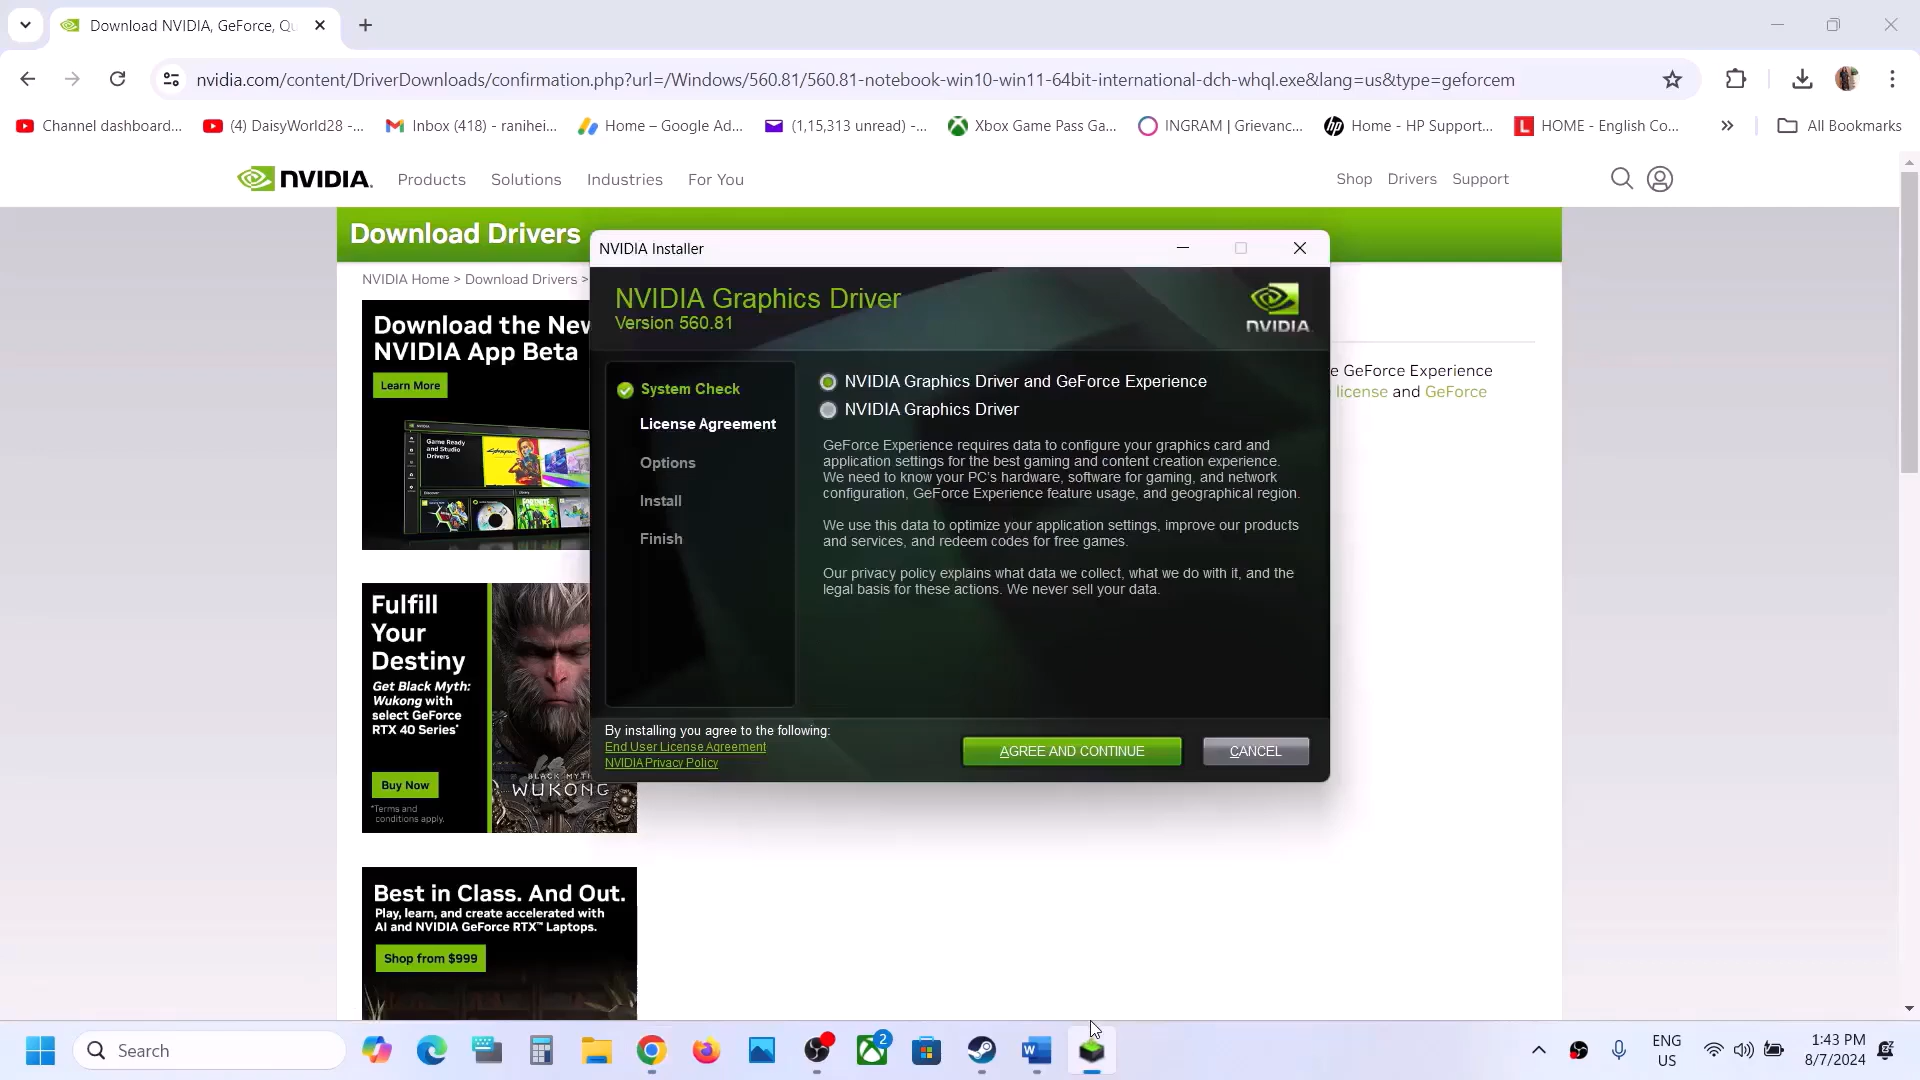 Download NVIDIA, GeForce, Qu
nvidia.com/content/DriverDownloads/confirmation.php?url=/Windows/560.81/560.81-notebook-win10-win11-64bit-international-dch-whql.exe&lang=us&type=geforcem
Channel dashboard...
(4) DaisyWorld28 -...
Inbox (418) - ranihei...
Home – Google Ad...
(1,15,313 unread) -...
Xbox Game Pass Ga...
INGRAM | Grievanc...
Home - HP Support...
HOME - English Co...
All Bookmarks
NVIDIA.
Products
Solutions
Industries
For You
Shop
Drivers
Support
Download Drivers
NVIDIA Home > Download Drivers >
Download the New
NVIDIA App Beta
Learn More
Game Ready
and Studio
Drivers
e GeForce Experience
license and GeForce
NVIDIA Installer
NVIDIA Graphics Driver
Version 560.81
NVIDIA
System Check
License Agreement
Options
Install
Finish
NVIDIA Graphics Driver and GeForce Experience
NVIDIA Graphics Driver
GeForce Experience requires data to configure your graphics card and
application settings for the best gaming and content creation experience.
We need to know your PC's hardware, software for gaming, and network
configuration, GeForce Experience feature usage, and geographical region.
We use this data to optimize your application settings, improve our products
and services, and redeem codes for free games.
Our privacy policy explains what data we collect, what we do with it, and the
legal basis for these actions. We never sell your data.
By installing you agree to the following:
End User License Agreement
NVIDIA Privacy Policy
AGREE AND CONTINUE
CANCEL
Fulfill
Your
Destiny
Get Black Myth:
Wukong with
select GeForce
RTX 40 Series*
Buy Now
*Terms and
conditions apply.
BLACK MYTH
WUKONG
Best in Class. And Out.
Play, learn, and create accelerated with
AI and NVIDIA GeForce RTX™ Laptops.
Shop from $999
Search
2
ENG
US
1:43 PM
8/7/2024